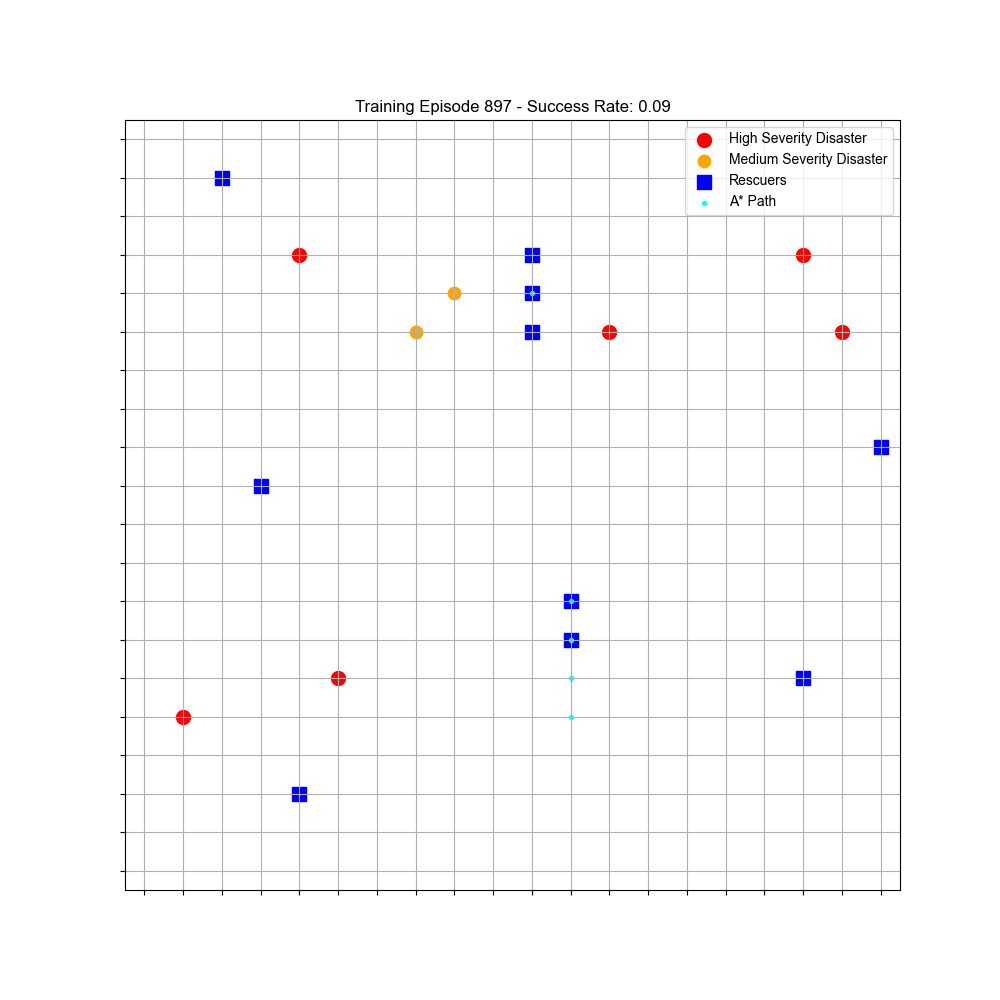 Training Episode 897 - Success Rate: 0.09
High Severity Disaster
Medium Severity Disaster
Rescuers
A* Path